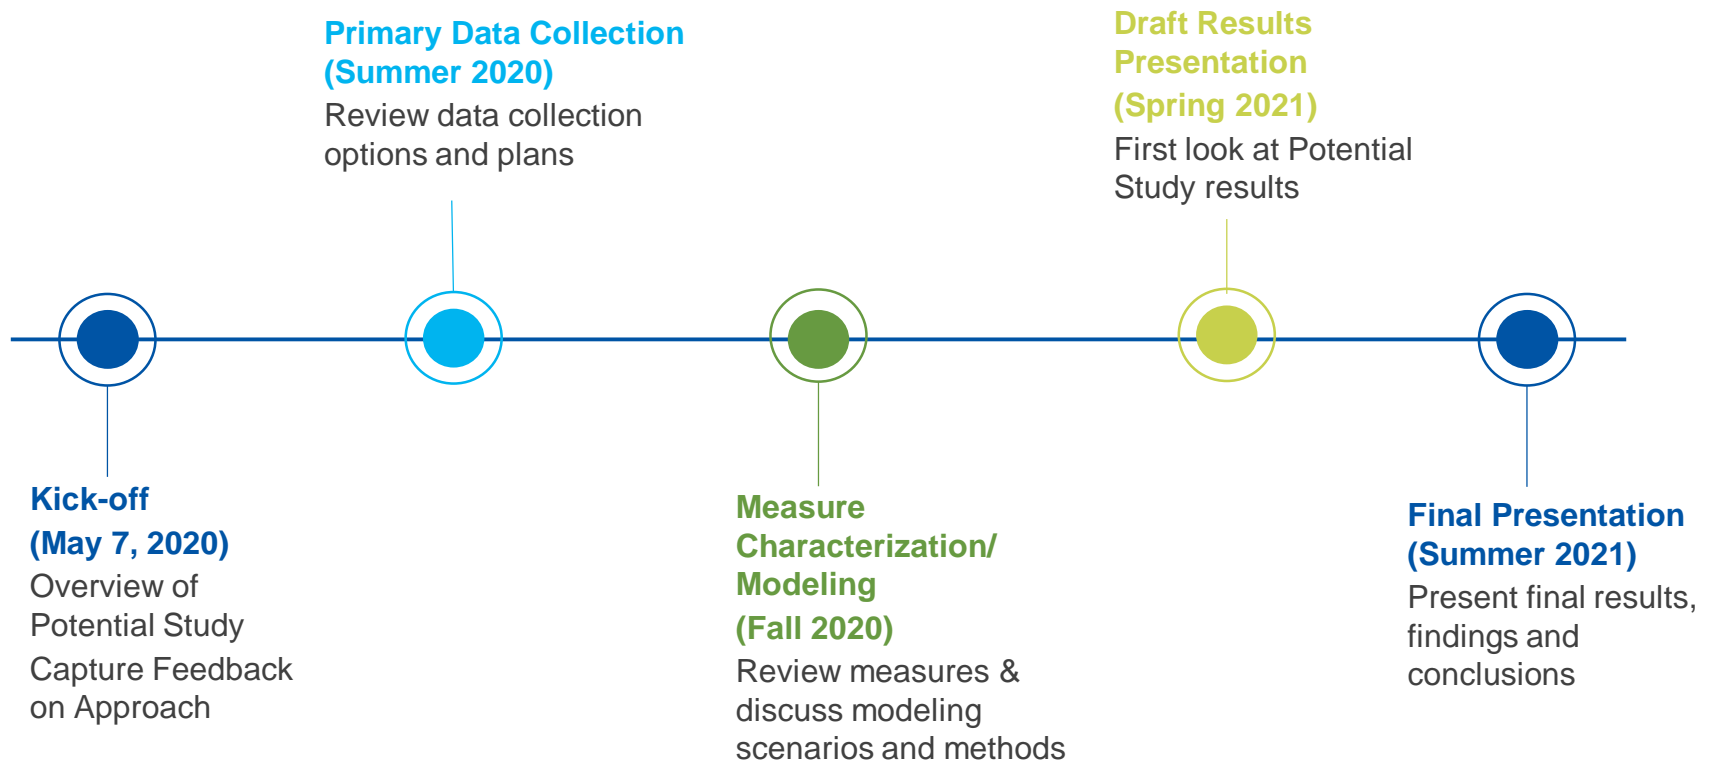 Primary Data Collection
(Summer 2020)
Review data collection
options and plans
Draft Results
Presentation
(Spring 2021)
First look at Potential
Study results
Kick-off
(May 7, 2020)
Overview of
Potential Study
Capture Feedback
on Approach
Measure
Characterization/
Modeling
(Fall 2020)
Review measures &
discuss modeling
scenarios and methods
Final Presentation
(Summer 2021)
Present final results,
findings and
conclusions